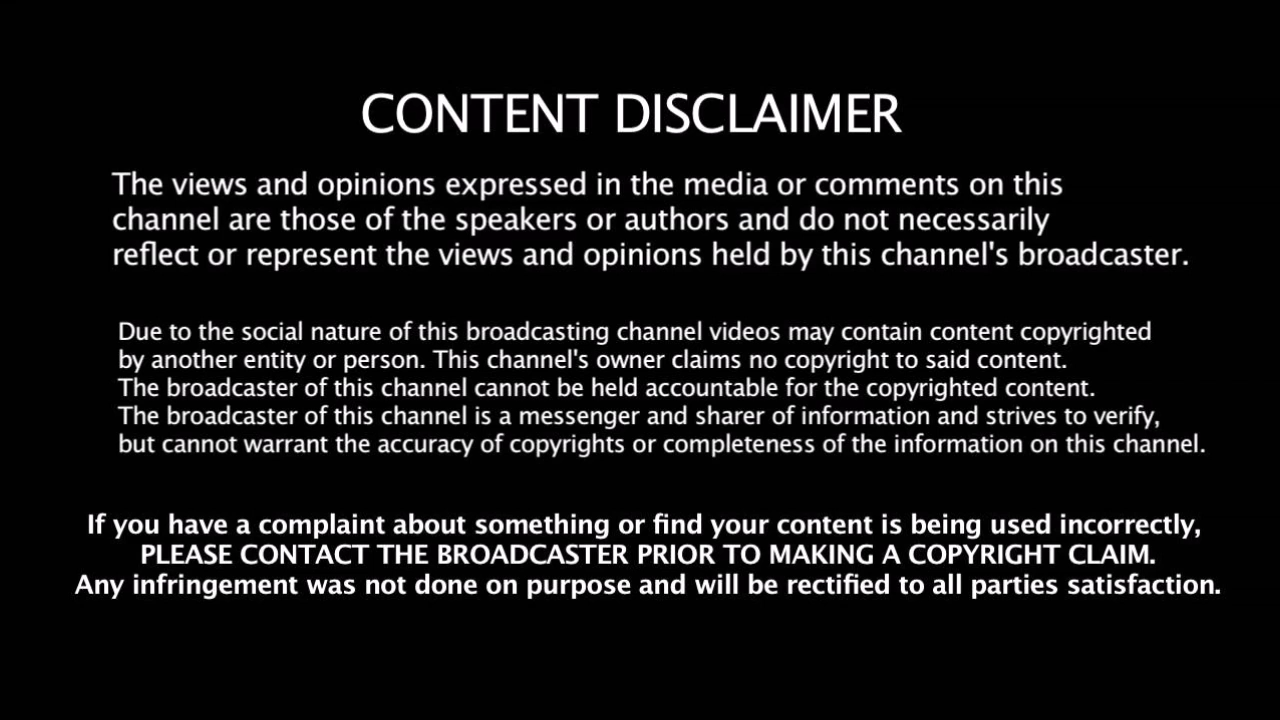 CONTENT DISCLAIMER
The views and opinions expressed in the media or comments on this
channel are those of the speakers or authors and do not necessarily
reflect or represent the views and opinions held by this channel's broadcaster.
Due to the social nature of this broadcasting channel videos may contain content copyrighted
by another entity or person. This channel's owner claims no copyright to said content.
The broadcaster of this channel cannot be held accountable for the copyrighted content.
The broadcaster of this channel is a messenger and sharer of information and strives to verify,
but cannot warrant the accuracy of copyrights or completeness of the information on this channel.
If you have a complaint about something or find your content is being used incorrectly,
PLEASE CONTACT THE BROADCASTER PRIOR TO MAKING A COPYRIGHT CLAIM.
Any infringement was not done on purpose and will be rectified to all parties satisfaction.